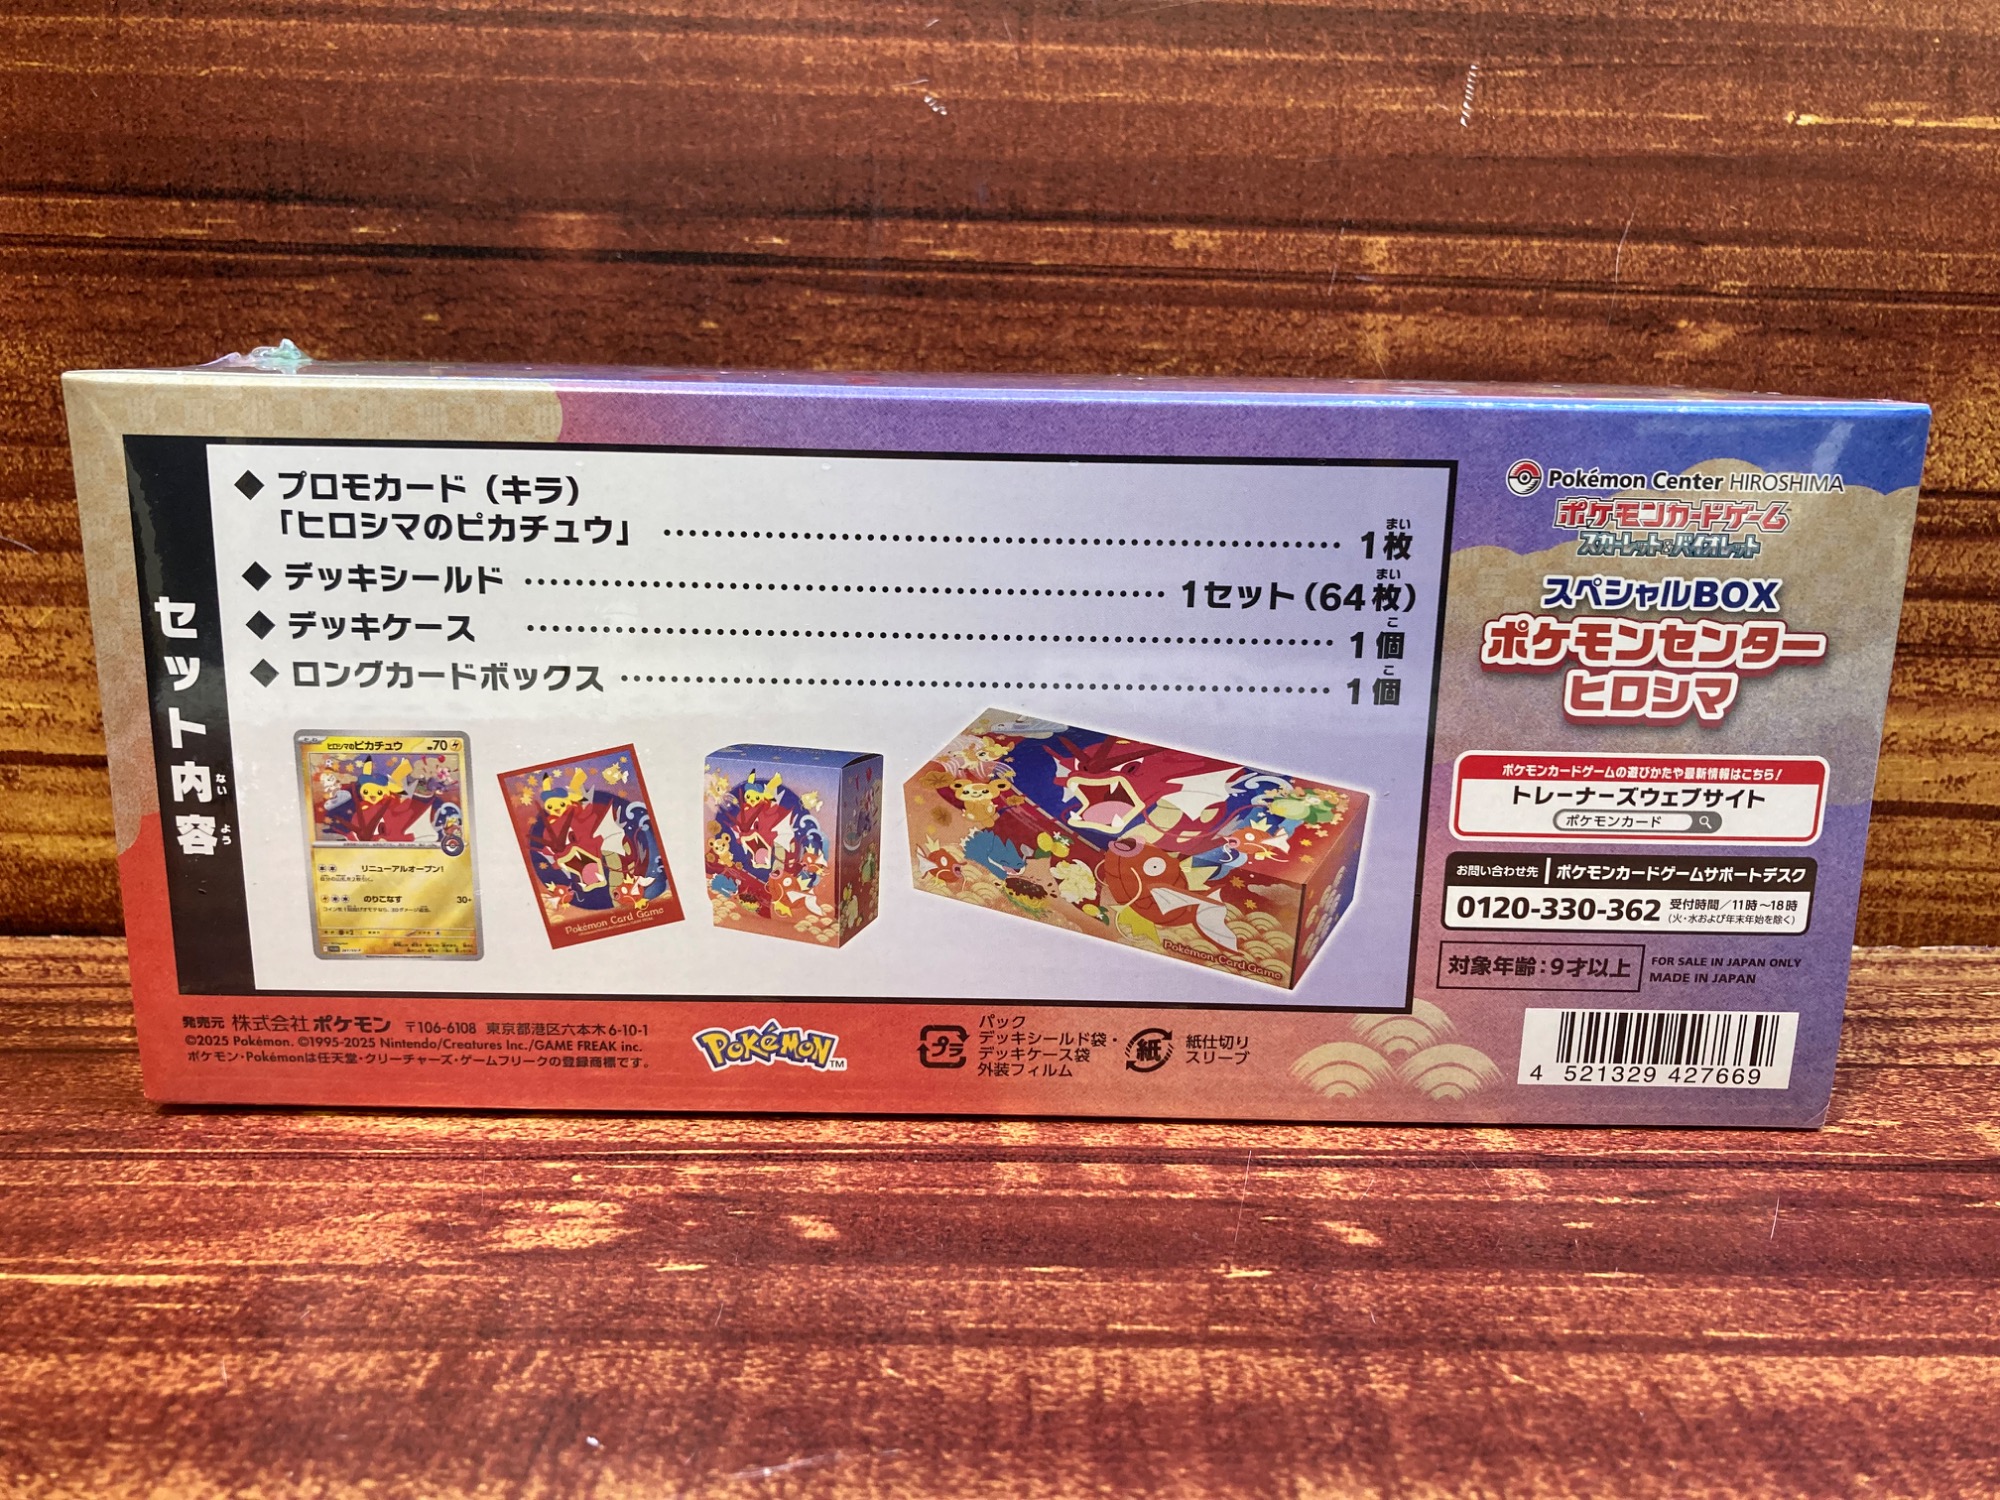 セット内容
ない
よう
◆ プロモカード（キラ）
「ヒロシマのピカチュウ」 1枚
まい
◆ デッキシールド 1セット（64枚）
まい
◆ デッキケース 1個
こ
◆ ロングカードボックス 1個
こ
ヒロシマのピカチュウ HP70
リニューアルオープン!
のりこなす 30+
Pokémon Card Game
Pokémon Card Game
Pokémon Center HIROSHIMA
ポケモンカードゲーム
スカーレット&バイオレット
スペシャルBOX
ポケモンセンター
ヒロシマ
ポケモンカードゲームの遊びかたや最新情報はこちら!
トレーナーズウェブサイト
ポケモンカード
お問い合わせ先 ポケモンカードゲームサポートデスク
0120-330-362 受付時間／11時〜18時
（火・水および年末年始を除く）
対象年齢：9才以上
FOR SALE IN JAPAN ONLY
MADE IN JAPAN
発売元 株式会社ポケモン 〒106-6108 東京都港区六本木6-10-1
©2025 Pokémon. ©1995-2025 Nintendo/Creatures Inc./GAME FREAK inc.
ポケモン・Pokémonは任天堂・クリーチャーズ・ゲームフリークの登録商標です。
POKéMON TM
プラ
パック
デッキシールド袋・
デッキケース袋
外装フィルム
紙
紙仕切り
スリーブ
4 521329 427669